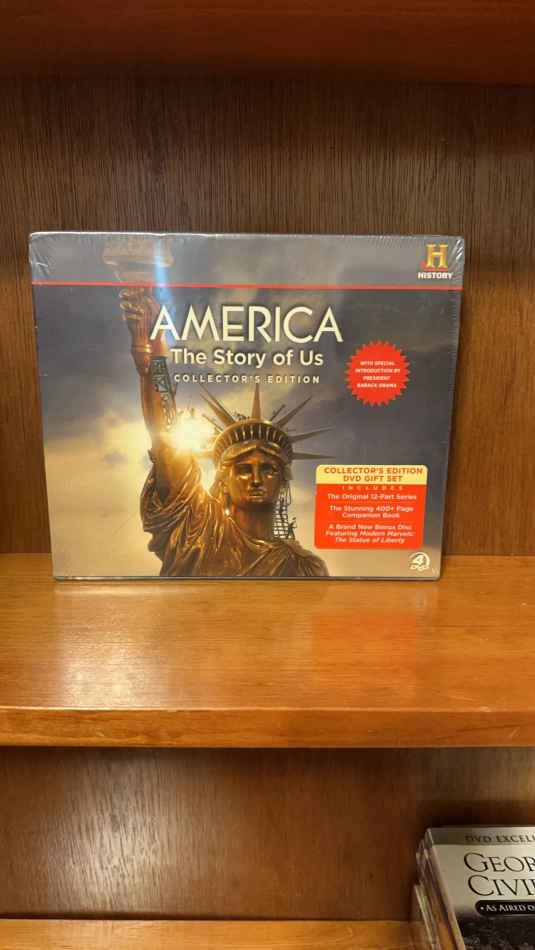 H
HISTORY
AMERICA
The Story of Us
COLLECTOR'S EDITION
WITH SPECIAL
INTRODUCTION BY
PRESIDENT
BARACK OBAMA
COLLECTOR'S EDITION
DVD GIFT SET
INCLUDES
The Original 12-Part Series
The Stunning 400+ Page
Companion Book
A Brand New Bonus Disc
Featuring Modern Marvels:
The Statue of Liberty
4
DVD
DVD EXCELL
GEOR
CIVI
• AS AIRED O